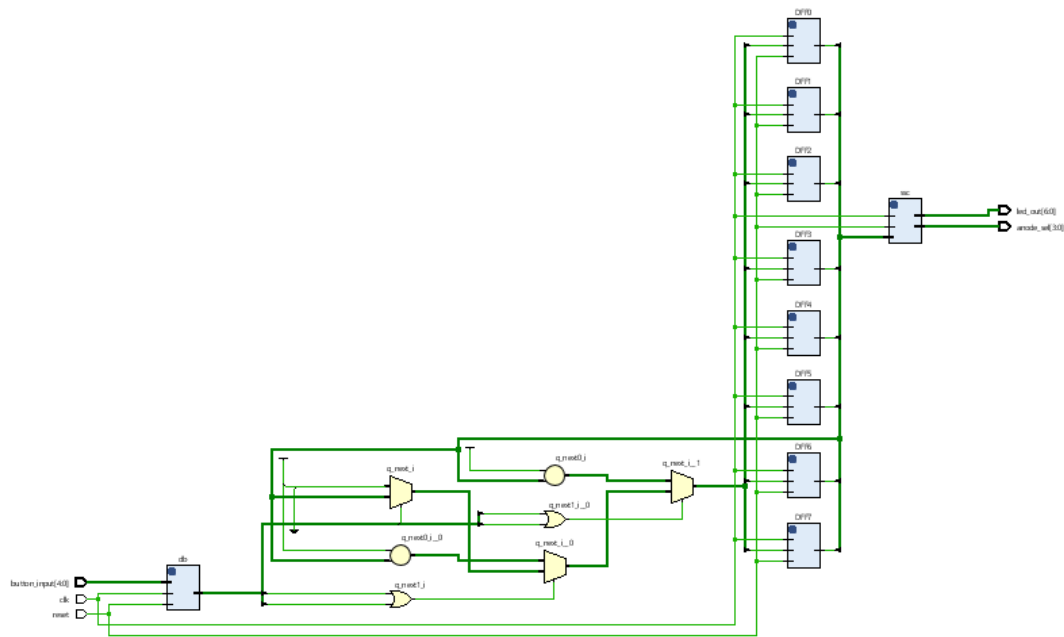 DFF0
DFF1
DFF2
ssc
led_out[6:0]
anode_sel[3:0]
DFF3
DFF4
DFF5
DFF6
q_next_i
q_next0_i
q_next_i__1
q_next1_i__0
DFF7
q_next0_i__0
q_next_i__0
db
button_input[4:0]
q_next1_i
clk
reset